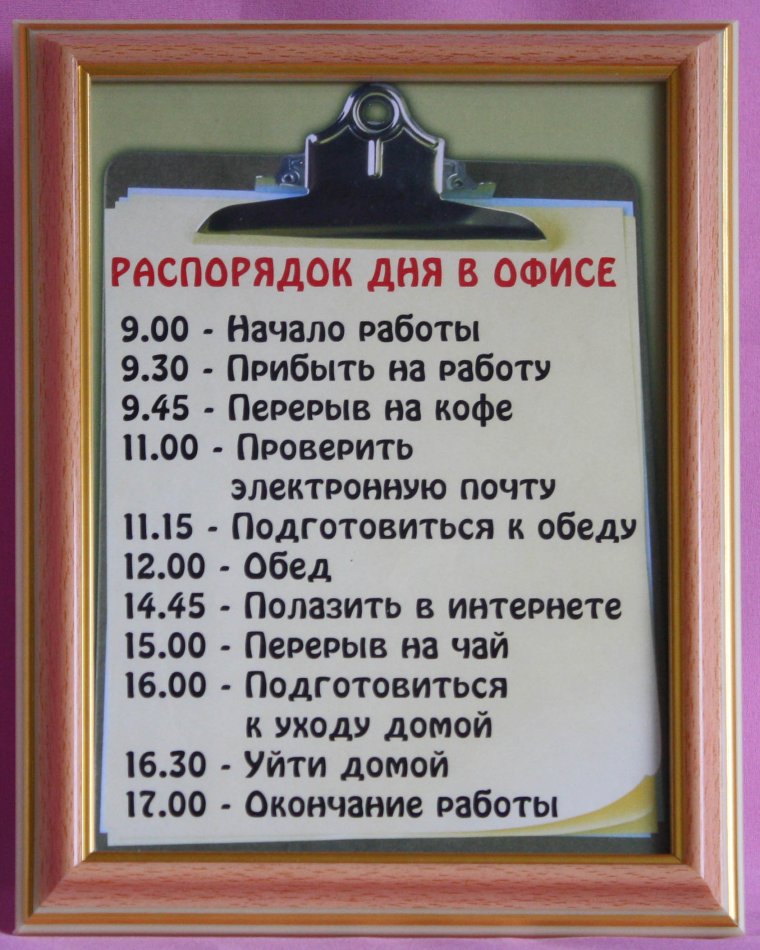 РАСПОРЯДОК ДНЯ В ОФИСЕ
9.00 - Начало работы
9.30 - Прибыть на работу
9.45 - Перерыв на кофе
11.00 - Проверить
электронную почту
11.15 - Подготовиться к обеду
12.00 - Обед
14.45 - Полазить в интернете
15.00 - Перерыв на чай
16.00 - Подготовиться
к уходу домой
16.30 - Уйти домой
17.00 - Окончание работы